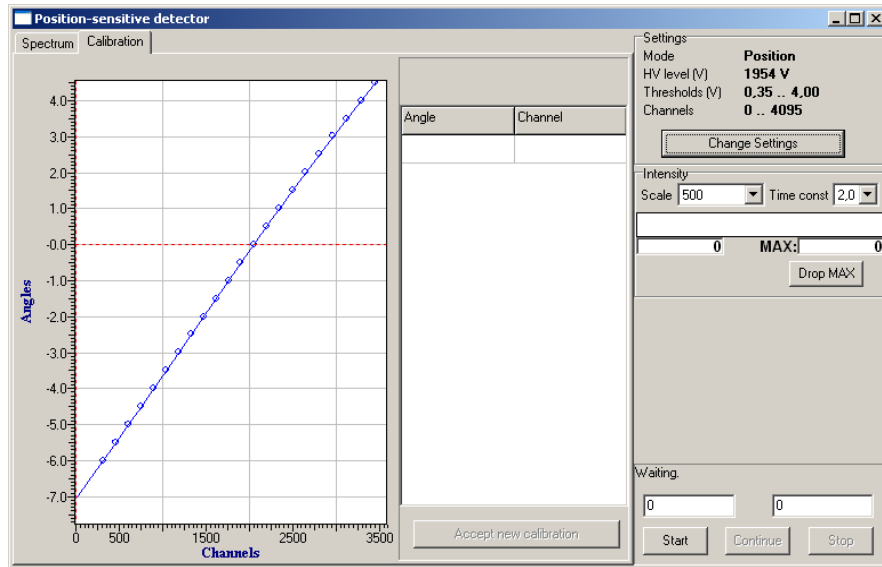 Position-sensitive detector
Spectrum Calibration
4.0
3.0
2.0
1.0
-0.0
-1.0
-2.0
-3.0
-4.0
-5.0
-6.0
-7.0
Angles
0 500 1500 2500 3500
Channels
Angle Channel
Accept new calibration
Settings
Mode Position
HV level (V) 1954 V
Thresholds (V) 0,35 .. 4,00
Channels 0 .. 4095
Change Settings
Intensity
Scale 500 Time const 2,0
0 MAX: 0
Drop MAX
Waiting.
0 0
Start Continue Stop